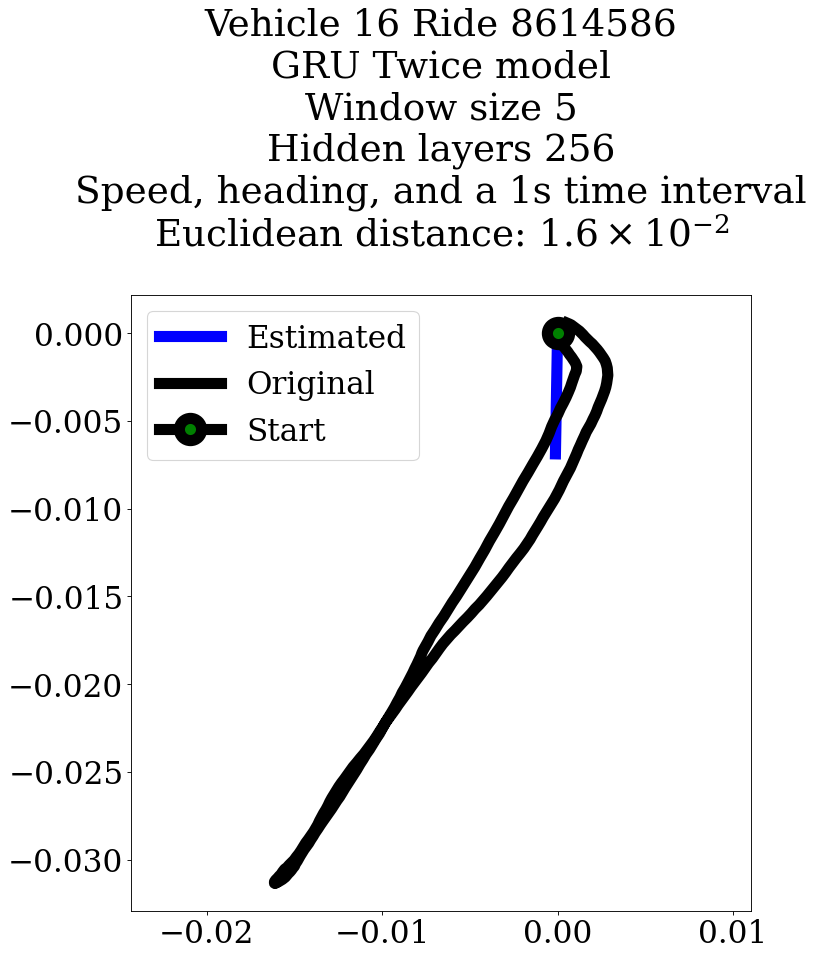 Vehicle 16 Ride 8614586
GRU Twice model
Window size 5
Hidden layers 256
Speed, heading, and a 1s time interval
Euclidean distance: 1.6 × 10⁻²
Estimated
Original
Start
0.000
−0.005
−0.010
−0.015
−0.020
−0.025
−0.030
−0.02 −0.01 0.00 0.01